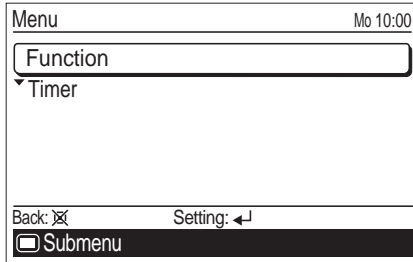 Menu Mo 10:00
Function
Timer
Back: Setting:
Submenu